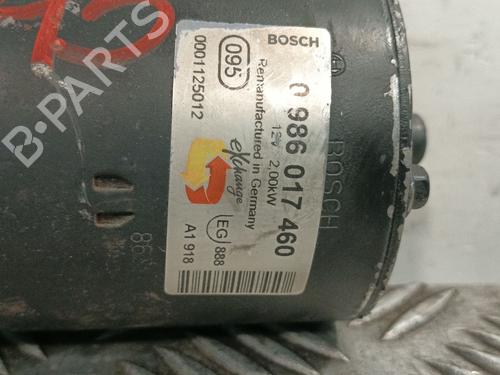 BOSCH
0 986 017 460
12V 2,00kW
Remanufactured in Germany
eXchange
095
0001125012
EG 888
A1 918
BOSCH
86
B-PARTS